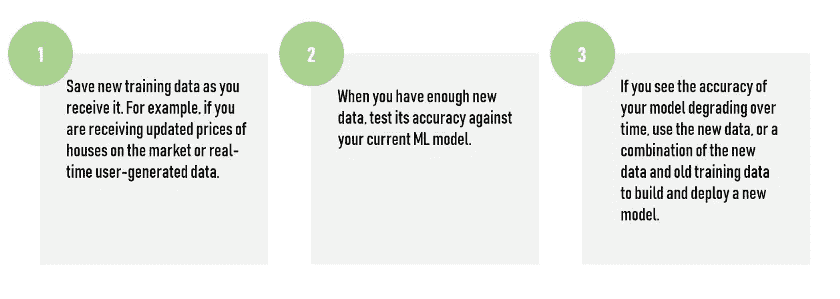 1
Save new training data as you
receive it. For example, if you
are receiving updated prices of
houses on the market or real-
time user-generated data.
2
When you have enough new
data, test its accuracy against
your current ML model.
3
If you see the accuracy of
your model degrading over
time, use the new data, or a
combination of the new
data and old training data
to build and deploy a new
model.